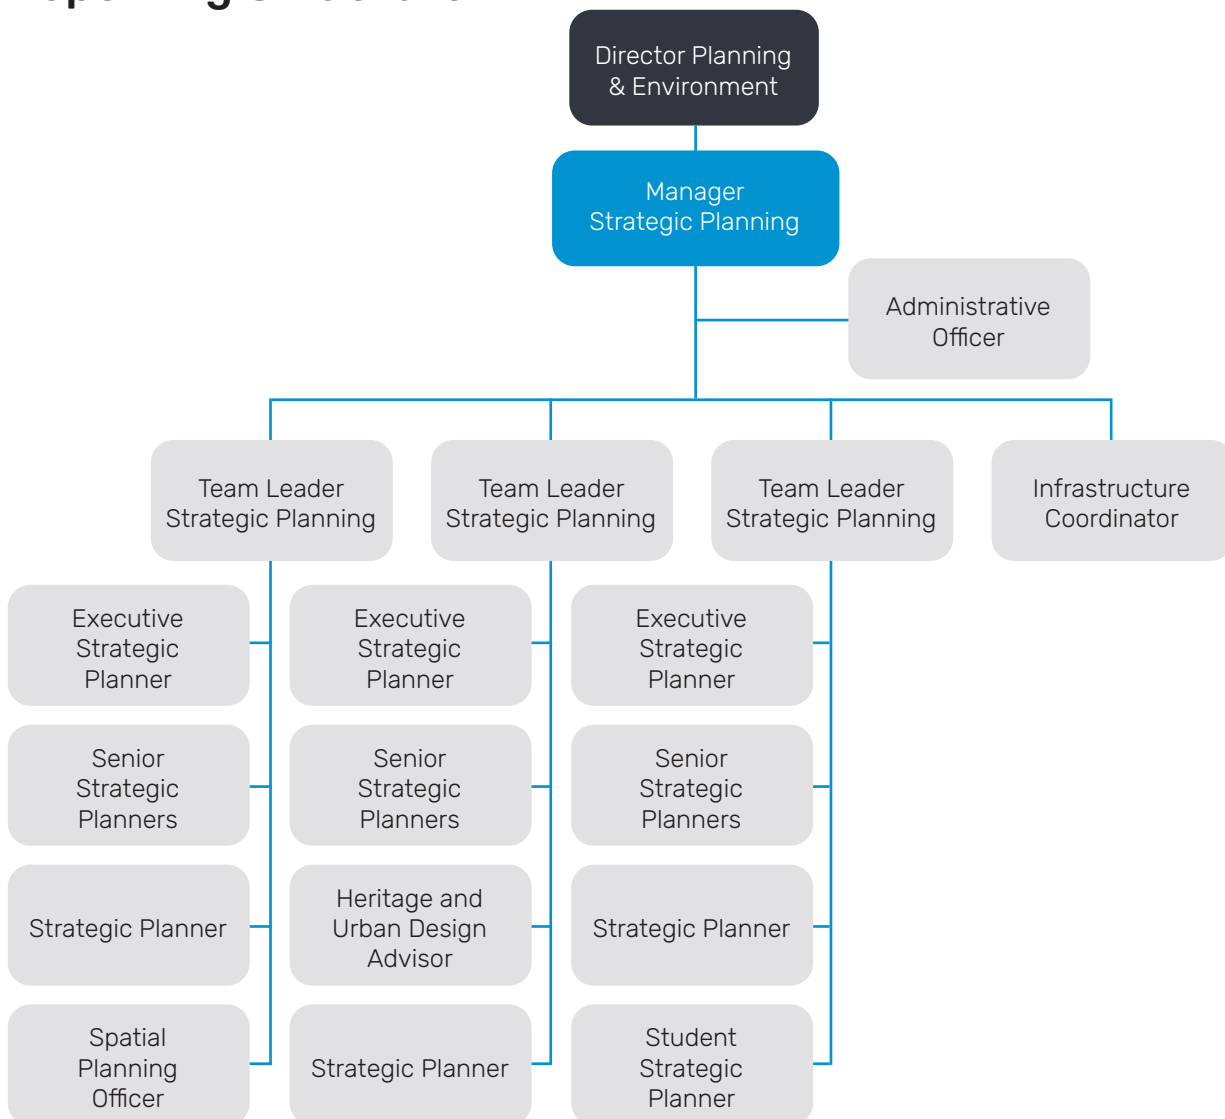 Director Planning
& Environment
Manager
Strategic Planning
Administrative
Officer
Team Leader
Strategic Planning
Team Leader
Strategic Planning
Team Leader
Strategic Planning
Infrastructure
Coordinator
Executive
Strategic
Planner
Executive
Strategic
Planner
Executive
Strategic
Planner
Senior
Strategic
Planners
Senior
Strategic
Planners
Senior
Strategic
Planners
Strategic Planner
Heritage and
Urban Design
Advisor
Strategic Planner
Spatial
Planning
Officer
Strategic Planner
Student
Strategic
Planner